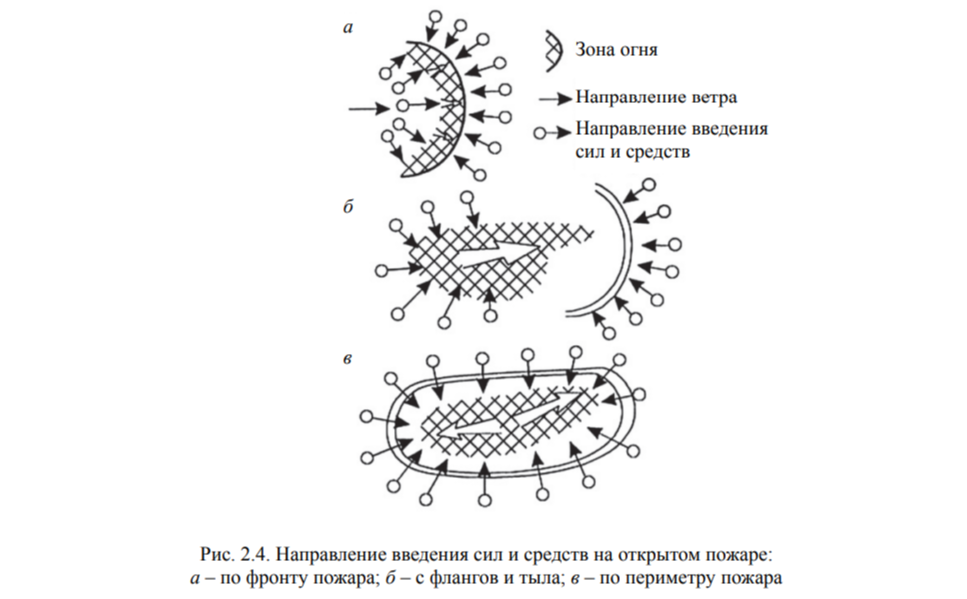 а
Зона огня
Направление ветра
Направление введения
сил и средств
б
в
Рис. 2.4. Направление введения сил и средств на открытом пожаре:
а – по фронту пожара; б – с флангов и тыла; в – по периметру пожара